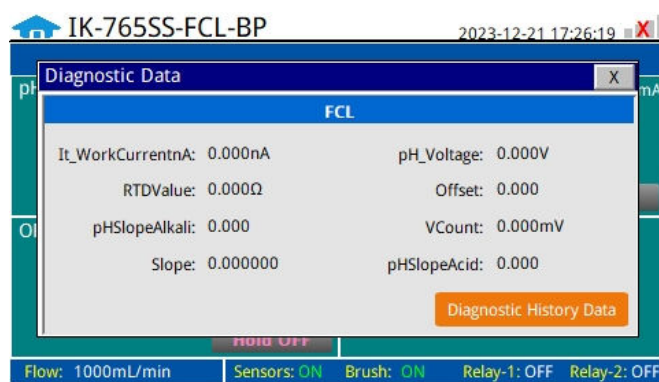 IK-765SS-FCL-BP 2023-12-21 17:26:19 X
Diagnostic Data X
pH mA
FCL
It_WorkCurrentnA: 0.000nA pH_Voltage: 0.000V
RTDValue: 0.000Ω Offset: 0.000
pHSlopeAlkali: 0.000 VCount: 0.000mV
Slope: 0.000000 pHSlopeAcid: 0.000
Diagnostic History Data
Hold OFF
Flow: 1000mL/min Sensors: ON Brush: ON Relay-1: OFF Relay-2: OFF